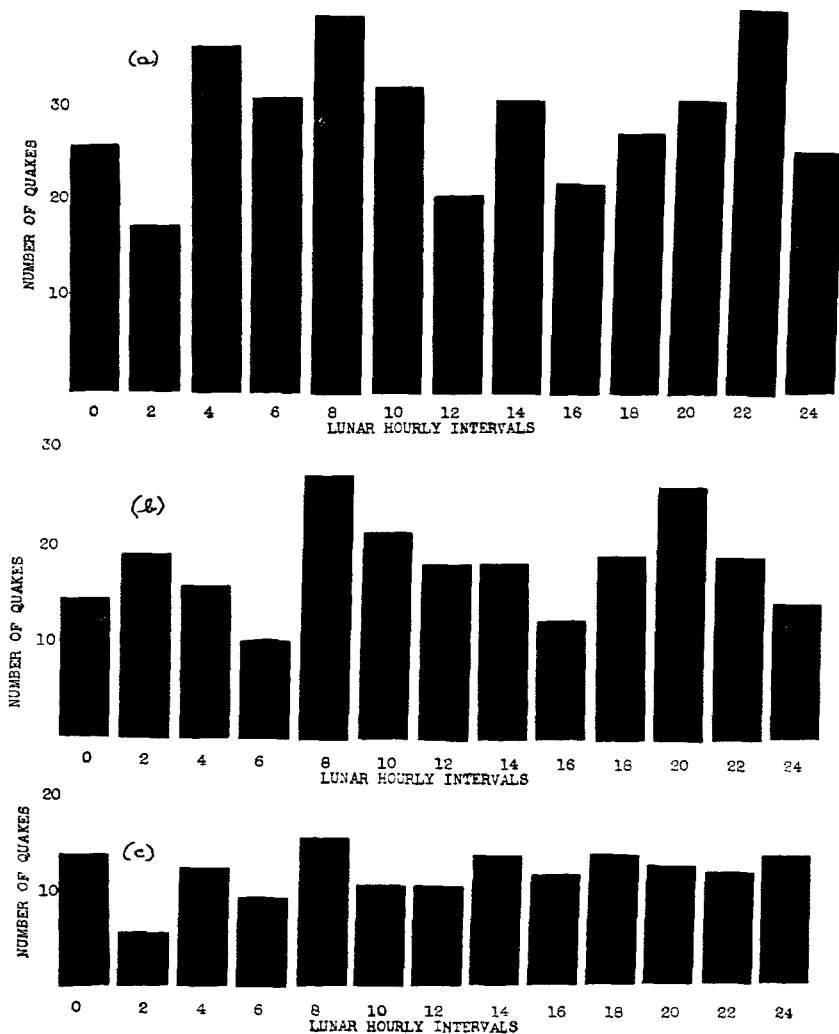 (a)
NUMBER OF QUAKES
30
20
10
0 2 4 6 8 10 12 14 16 18 20 22 24
LUNAR HOURLY INTERVALS
30
(b)
NUMBER OF QUAKES
20
10
0 2 4 6 8 10 12 14 16 18 20 22 24
LUNAR HOURLY INTERVALS
20
(c)
NUMBER OF QUAKES
10
0 2 4 6 8 10 12 14 16 18 20 22 24
LUNAR HOURLY INTERVALS